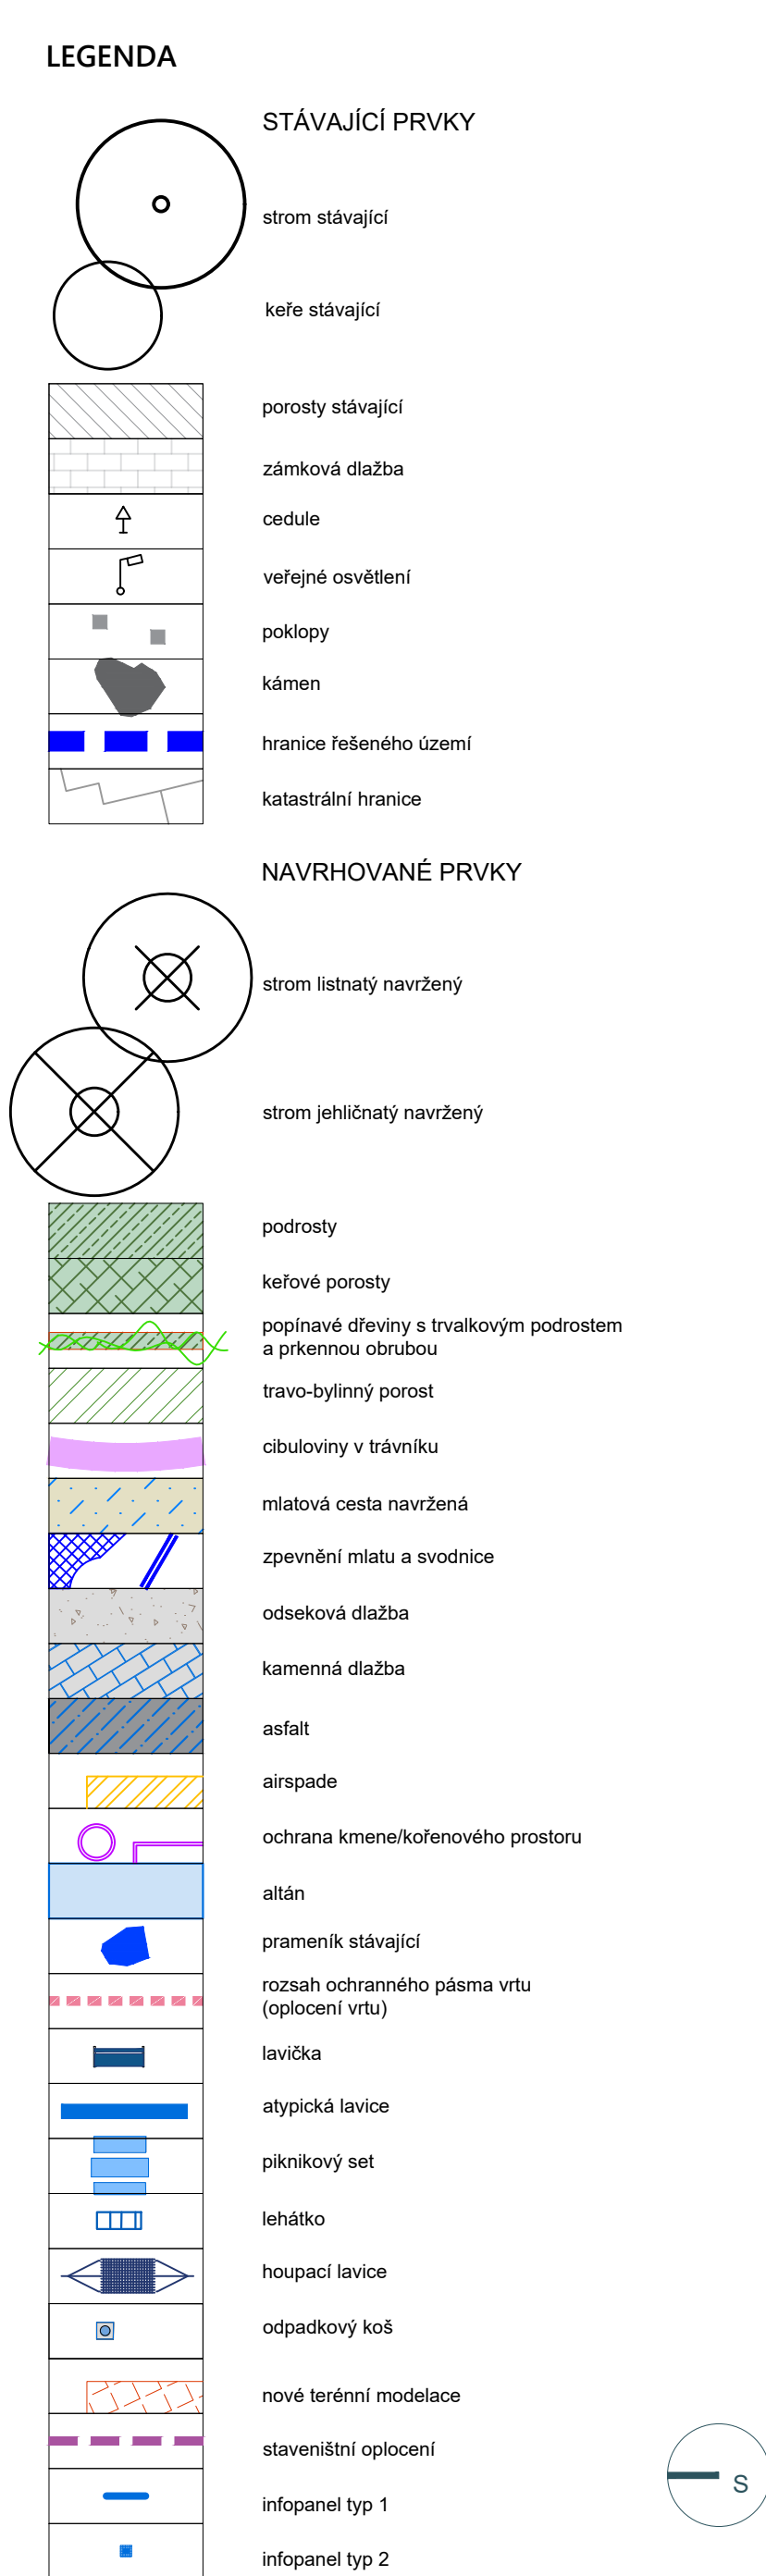 LEGENDA
STÁVAJÍCÍ PRVKY
strom stávající
keře stávající
porosty stávající
zámková dlažba
cedule
veřejné osvětlení
poklopy
kámen
hranice řešeného území
katastrální hranice
NAVRHOVANÉ PRVKY
strom listnatý navržený
strom jehličnatý navržený
podrosty
keřové porosty
popínavé dřeviny s trvalkovým podrostem
a prkennou obrubou
travo-bylinný porost
cibuloviny v trávníku
mlatová cesta navržená
zpevnění mlatu a svodnice
odseková dlažba
kamenná dlažba
asfalt
airspade
ochrana kmene/kořenového prostoru
altán
prameník stávající
rozsah ochranného pásma vrtu
(oplocení vrtu)
lavička
atypická lavice
piknikový set
lehátko
houpací lavice
odpadkový koš
nové terénní modelace
staveništní oplocení
S
infopanel typ 1
infopanel typ 2